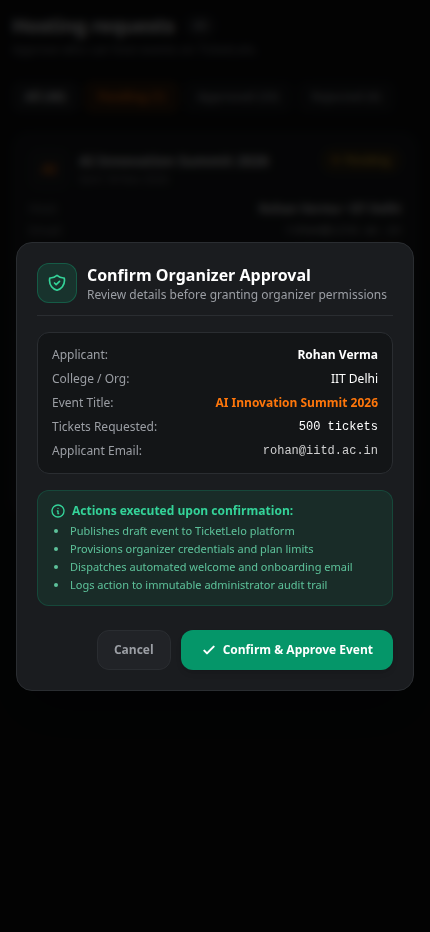 Hosting requests
Confirm Organizer Approval
Review details before granting organizer permissions
Applicant: Rohan Verma
College / Org: IIT Delhi
Event Title: AI Innovation Summit 2026
Tickets Requested: 500 tickets
Applicant Email: rohan@iitd.ac.in
Actions executed upon confirmation:
Publishes draft event to TicketLelo platform
Provisions organizer credentials and plan limits
Dispatches automated welcome and onboarding email
Logs action to immutable administrator audit trail
Cancel
Confirm & Approve Event